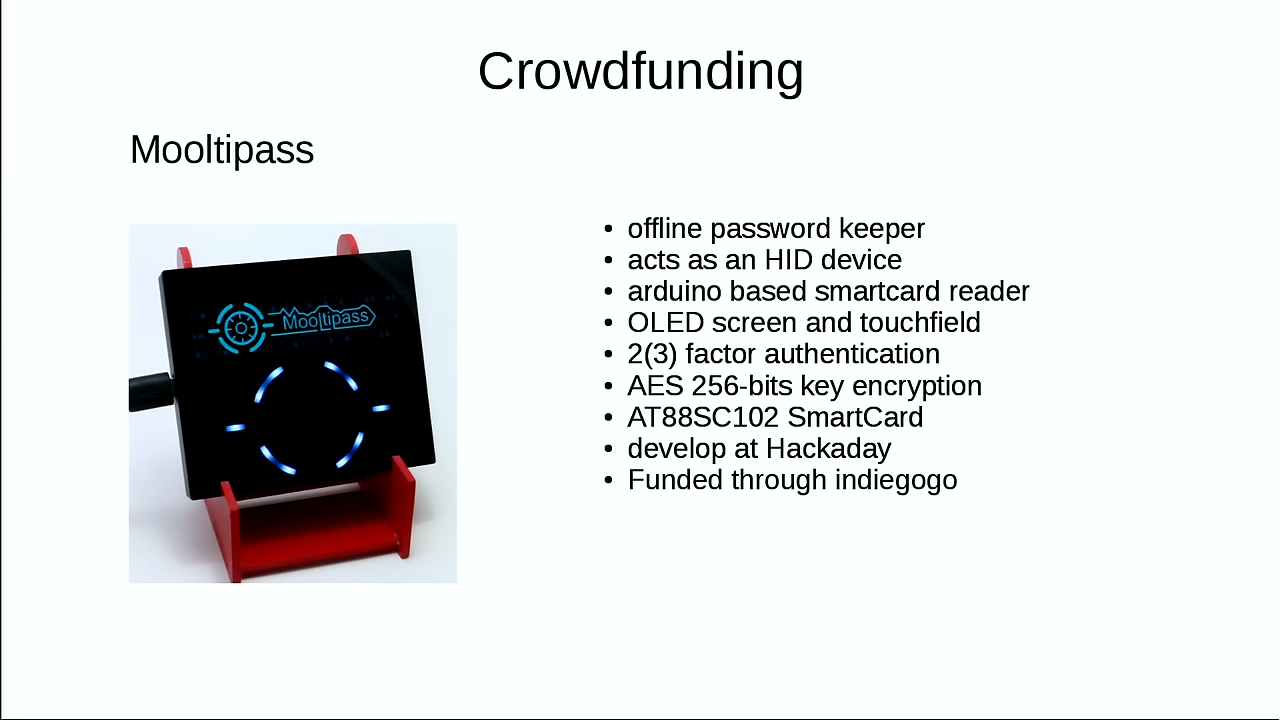 Crowdfunding
Mooltipass
Mooltipass
• offline password keeper
• acts as an HID device
• arduino based smartcard reader
• OLED screen and touchfield
• 2(3) factor authentication
• AES 256-bits key encryption
• AT88SC102 SmartCard
• develop at Hackaday
• Funded through indiegogo